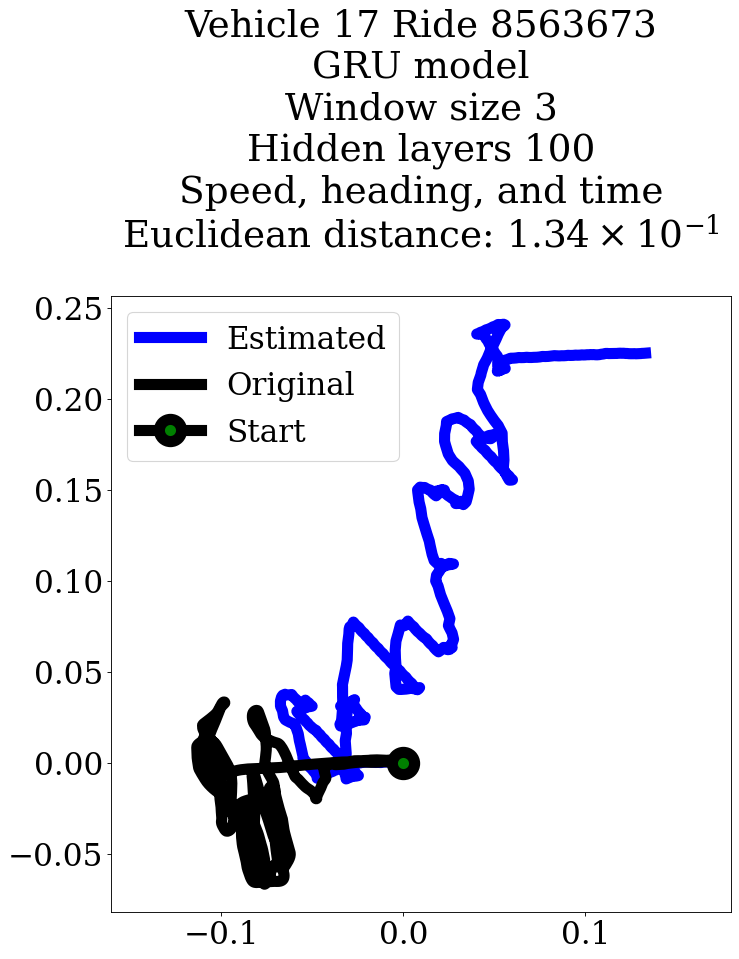 Vehicle 17 Ride 8563673
GRU model
Window size 3
Hidden layers 100
Speed, heading, and time
Euclidean distance: 1.34 × 10⁻¹
Estimated
Original
Start
0.25
0.20
0.15
0.10
0.05
0.00
−0.05
−0.1 0.0 0.1